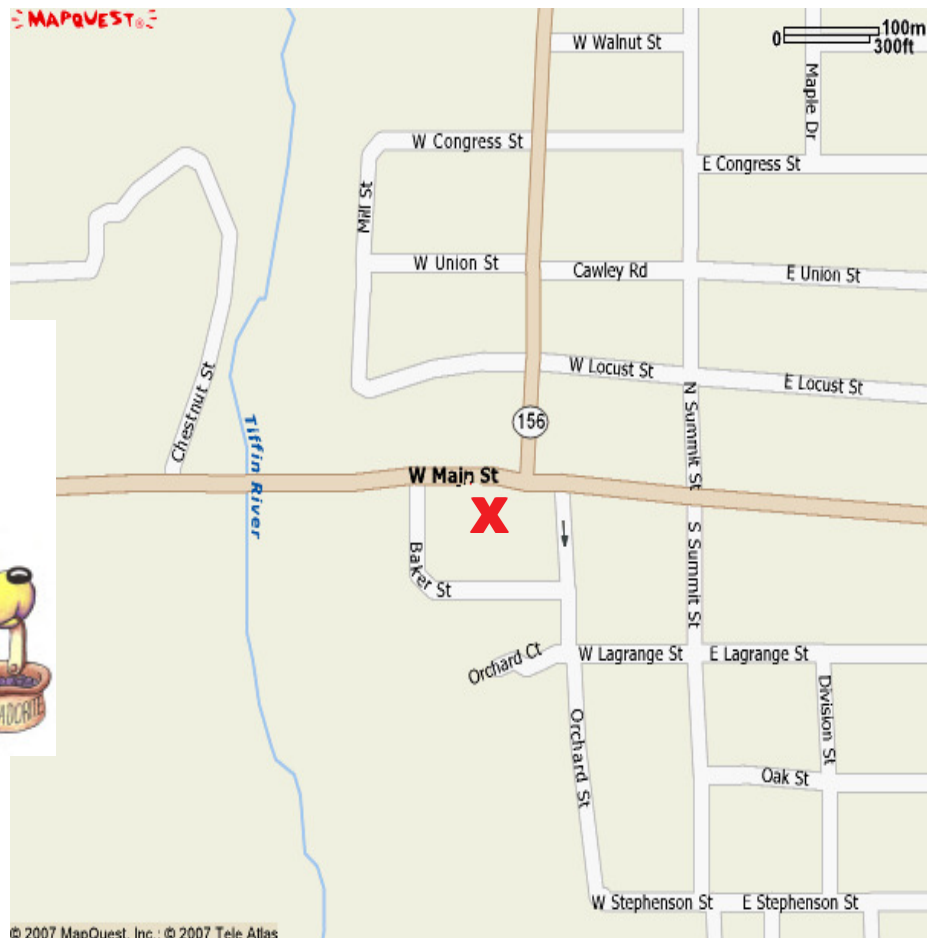 MAPQUEST®
0 100m
300ft
W Walnut St
Maple Dr
W Congress St
E Congress St
Mill St
W Union St
Cawley Rd
E Union St
W Locust St
E Locust St
Chestnut St
N Summit St
156
Tiffin River
W Main St
X
S Summit St
Baker St
Orchard Ct
W Lagrange St
E Lagrange St
Division St
Orchard St
Oak St
W Stephenson St
E Stephenson St
© 2007 MapQuest, Inc.; © 2007 Tele Atlas